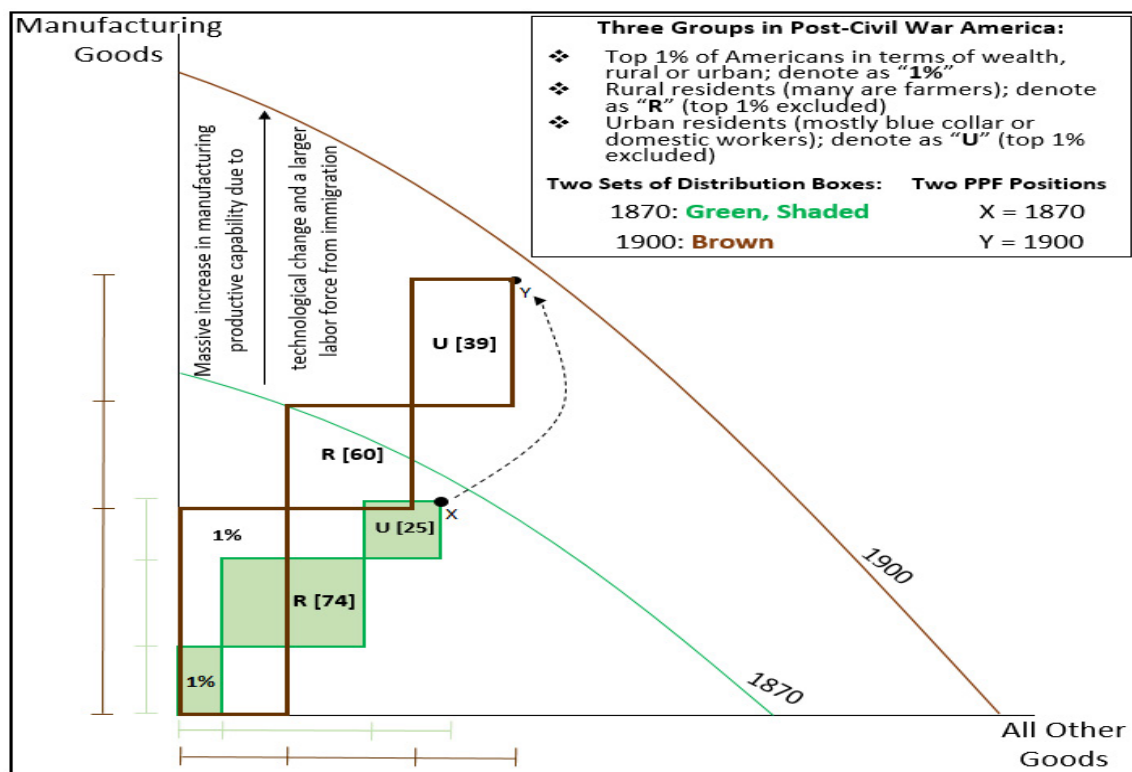 Manufacturing
Goods
Three Groups in Post-Civil War America:
❖ Top 1% of Americans in terms of wealth,
rural or urban; denote as “1%”
❖ Rural residents (many are farmers); denote
as “R” (top 1% excluded)
❖ Urban residents (mostly blue collar or
domestic workers); denote as “U” (top 1%
excluded)
Two Sets of Distribution Boxes: Two PPF Positions
1870: Green, Shaded X = 1870
1900: Brown Y = 1900
Massive increase in manufacturing
productive capability due to
technological change and a larger
labor force from immigration
Y
U [39]
R [60]
X
U [25]
1%
R [74]
1%
1900
1870
All Other
Goods